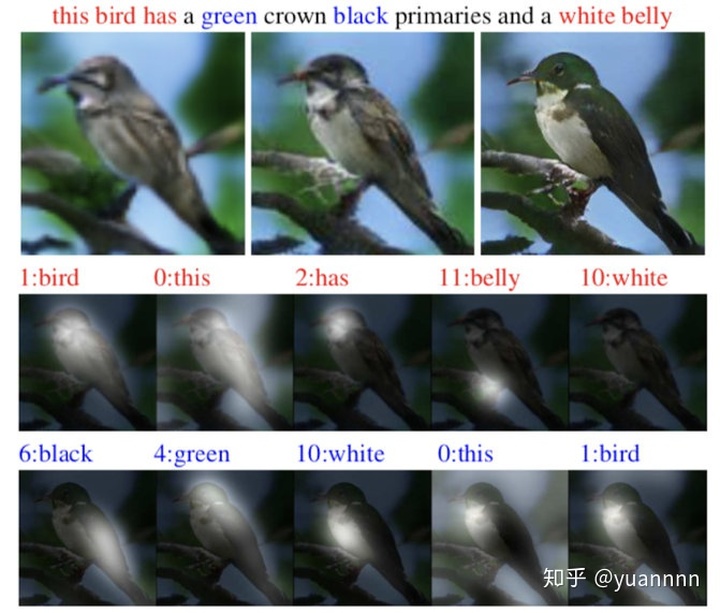 this bird has a green crown black primaries and a white belly
1:bird 0:this 2:has 11:belly 10:white
6:black 4:green 10:white 0:this 1:bird
知乎 @yuannnn